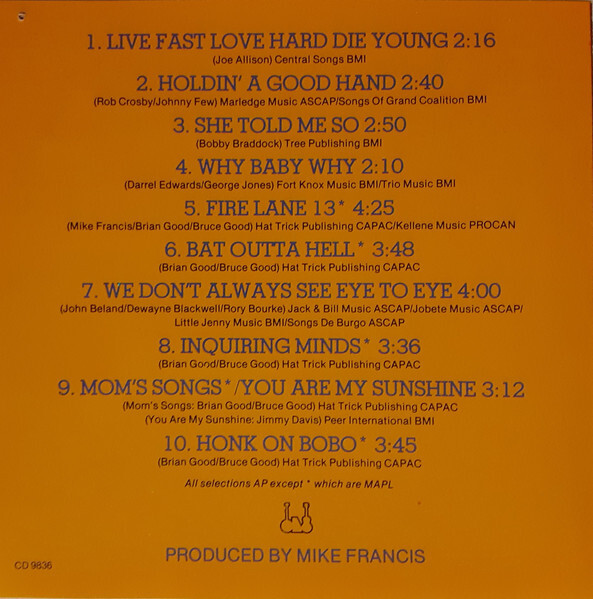 1. LIVE FAST LOVE HARD DIE YOUNG 2:16
(Joe Allison) Central Songs BMI
2. HOLDIN' A GOOD HAND 2:40
(Rob Crosby/Johnny Few) Marledge Music ASCAP/Songs Of Grand Coalition BMI
3. SHE TOLD ME SO 2:50
(Bobby Braddock) Tree Publishing BMI
4. WHY BABY WHY 2:10
(Darrel Edwards/George Jones) Fort Knox Music BMI/Trio Music BMI
5. FIRE LANE 13* 4:25
(Mike Francis/Brian Good/Bruce Good) Hat Trick Publishing CAPAC/Kellene Music PROCAN
6. BAT OUTTA HELL* 3:48
(Brian Good/Bruce Good) Hat Trick Publishing CAPAC
7. WE DON'T ALWAYS SEE EYE TO EYE 4:00
(John Beland/Dewayne Blackwell/Rory Bourke) Jack & Bill Music ASCAP/Jobete Music ASCAP/
Little Jenny Music BMI/Songs De Burgo ASCAP
8. INQUIRING MINDS* 3:36
(Brian Good/Bruce Good) Hat Trick Publishing CAPAC
9. MOM'S SONGS*/YOU ARE MY SUNSHINE 3:12
(Mom's Songs: Brian Good/Bruce Good) Hat Trick Publishing CAPAC
(You Are My Sunshine: Jimmy Davis) Peer International BMI
10. HONK ON BOBO* 3:45
(Brian Good/Bruce Good) Hat Trick Publishing CAPAC
All selections AP except * which are MAPL
PRODUCED BY MIKE FRANCIS
CD 9836